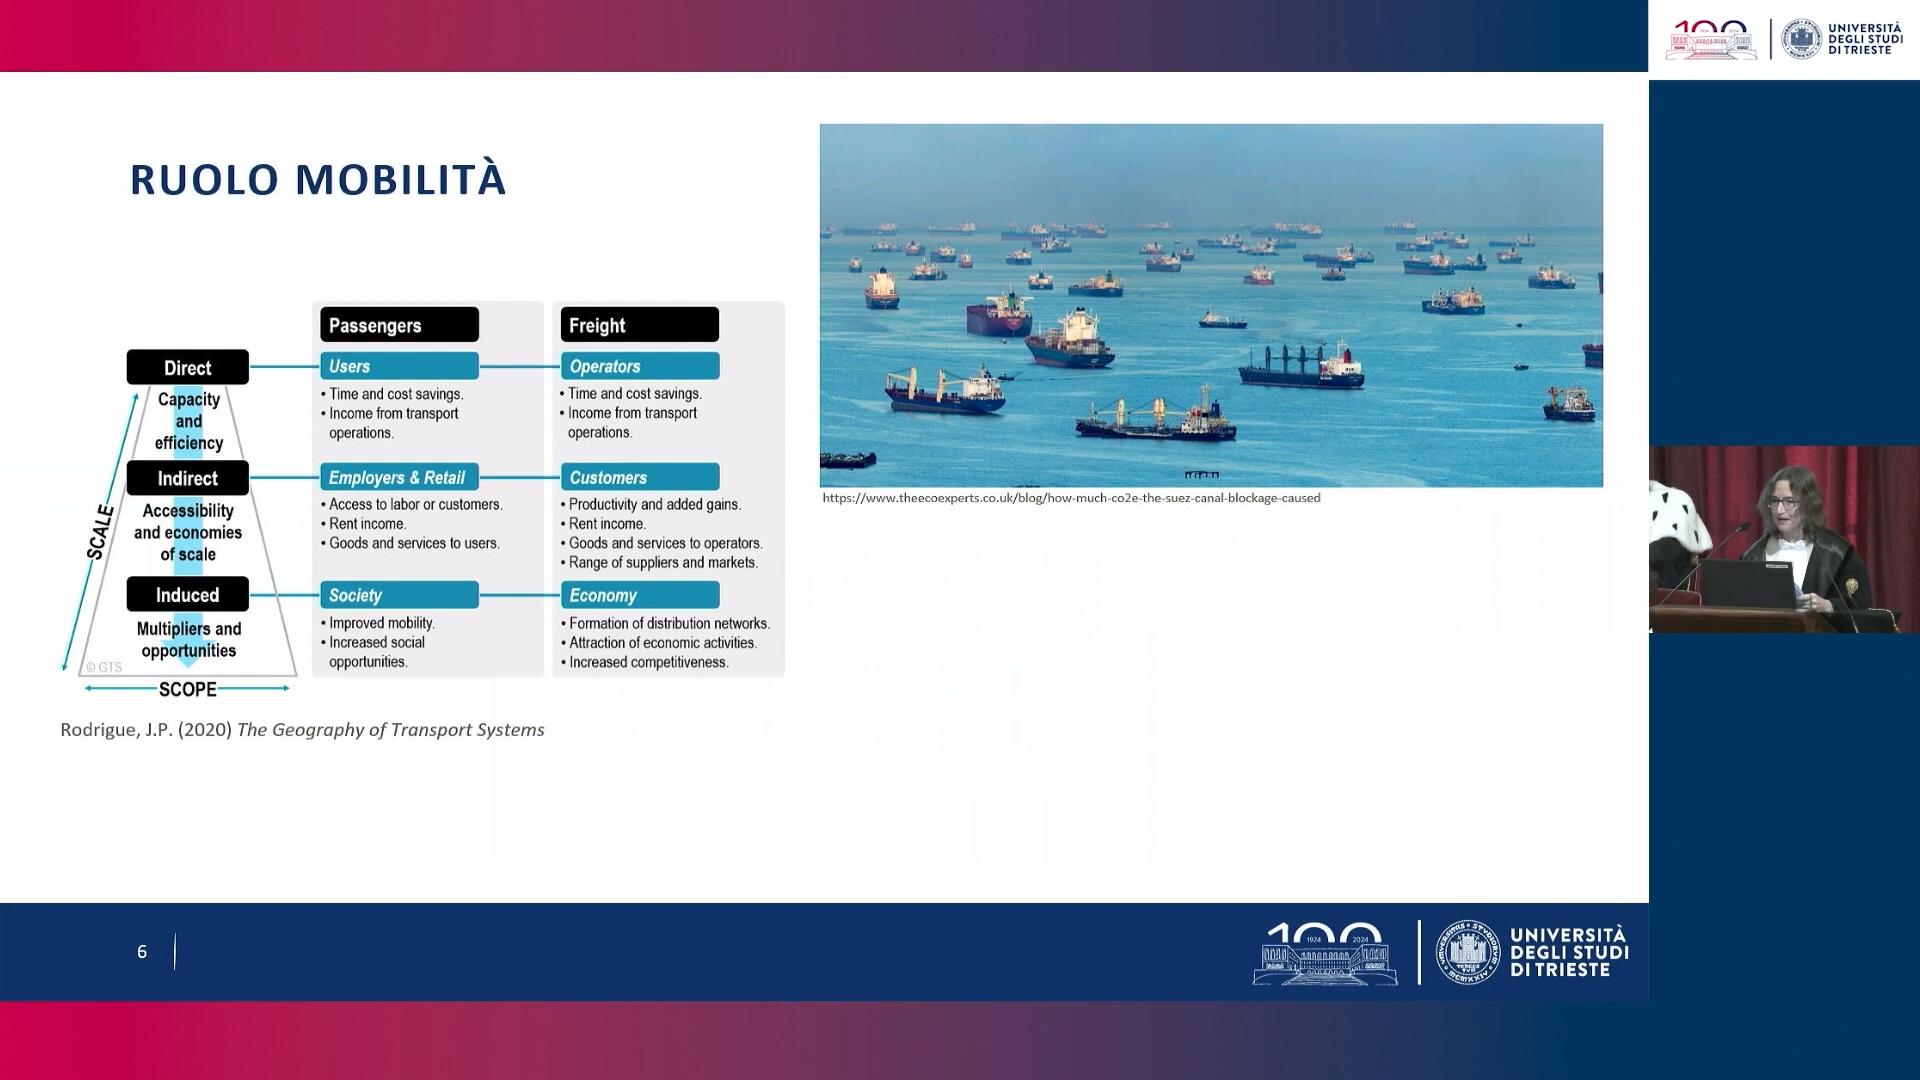 UNIVERSITÀ
DEGLI STUDI
DI TRIESTE
RUOLO MOBILITÀ
Passengers
Freight
Direct
Users
Operators
Capacity
and
efficiency
• Time and cost savings.
• Income from transport
operations.
• Time and cost savings.
• Income from transport
operations.
Indirect
Employers & Retail
Customers
Accessibility
and economies
of scale
• Access to labor or customers.
• Rent income.
• Goods and services to users.
• Productivity and added gains.
• Rent income.
• Goods and services to operators.
• Range of suppliers and markets.
SCALE
Induced
Society
Economy
Multipliers and
opportunities
• Improved mobility.
• Increased social
opportunities.
• Formation of distribution networks.
• Attraction of economic activities.
• Increased competitiveness.
© GTS
SCOPE
Rodrigue, J.P. (2020) The Geography of Transport Systems
https://www.theecoexperts.co.uk/blog/how-much-co2e-the-suez-canal-blockage-caused
6
100
1924 2024
UNIVERSITÀ
DEGLI STUDI
DI TRIESTE